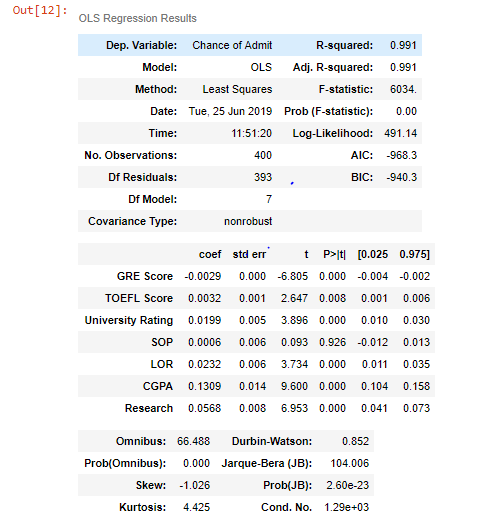 Out[12]:
OLS Regression Results
Dep. Variable: Chance of Admit R-squared: 0.991
Model: OLS Adj. R-squared: 0.991
Method: Least Squares F-statistic: 6034.
Date: Tue, 25 Jun 2019 Prob (F-statistic): 0.00
Time: 11:51:20 Log-Likelihood: 491.14
No. Observations: 400 AIC: -968.3
Df Residuals: 393 BIC: -940.3
Df Model: 7
Covariance Type: nonrobust
coef std err t P>|t| [0.025 0.975]
GRE Score -0.0029 0.000 -6.805 0.000 -0.004 -0.002
TOEFL Score 0.0032 0.001 2.647 0.008 0.001 0.006
University Rating 0.0199 0.005 3.896 0.000 0.010 0.030
SOP 0.0006 0.006 0.093 0.926 -0.012 0.013
LOR 0.0232 0.006 3.734 0.000 0.011 0.035
CGPA 0.1309 0.014 9.600 0.000 0.104 0.158
Research 0.0568 0.008 6.953 0.000 0.041 0.073
Omnibus: 66.488 Durbin-Watson: 0.852
Prob(Omnibus): 0.000 Jarque-Bera (JB): 104.006
Skew: -1.026 Prob(JB): 2.60e-23
Kurtosis: 4.425 Cond. No. 1.29e+03